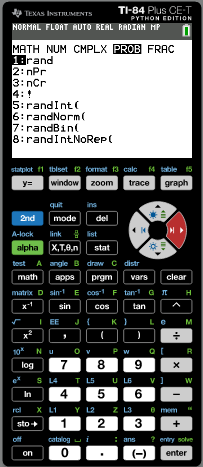 TEXAS INSTRUMENTS TI-84 Plus CE-T
PYTHON EDITION
NORMAL FLOAT AUTO REAL RADIAN MP
MATH NUM CMPLX PROB FRAC
1:rand
2:nPr
3:nCr
4:!
5:randInt(
6:randNorm(
7:randBin(
8:randIntNoRep(
statplot f1 tblset f2 format f3 calc f4 table f5
y= window zoom trace graph
quit ins
2nd mode del
A-lock link list
alpha X,T,θ,n stat
test A angle B draw C distr
math apps prgm vars clear
matrix D sin⁻¹ E cos⁻¹ F tan⁻¹ G π H
x⁻¹ sin cos tan ^
√ I EE J { K } L e M
x² , ( ) ÷
10ˣ N u O v P w Q [ R
log 7 8 9 ×
eˣ S L4 T L5 U L6 V ] W
ln 4 5 6 −
rcl X L1 Y L2 Z L3 θ mem "
sto→ 1 2 3 +
off catalog i : ans ? entry solve
on 0 . (−) enter